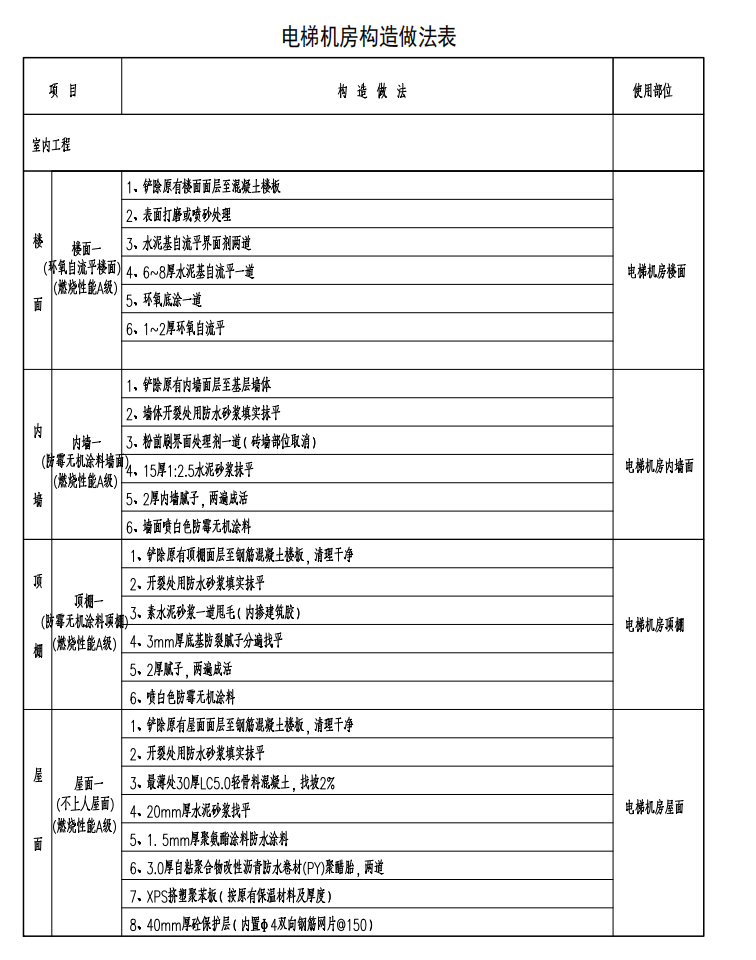 电梯机房构造做法表
项 目
构 造 做 法
使用部位
室内工程
楼面
楼面一
(环氧自流平楼面)
(燃烧性能A级)
1、铲除原有楼面面层至混凝土楼板
2、表面打磨或喷砂处理
3、水泥基自流平界面剂两道
4、6~8厚水泥基自流平一道
5、环氧底涂一道
6、1~2厚环氧自流平
电梯机房楼面
内墙
内墙一
(防霉无机涂料墙面)
(燃烧性能A级)
1、铲除原有内墙面层至基层墙体
2、墙体开裂处用防水砂浆填实抹平
3、粉前刷界面处理剂一道(砖墙部位取消)
4、15厚1:2.5水泥砂浆抹平
5、2厚内墙腻子,两遍成活
6、墙面喷白色防霉无机涂料
电梯机房内墙面
顶棚
顶棚一
(防霉无机涂料顶棚)
(燃烧性能A级)
1、铲除原有顶棚面层至钢筋混凝土楼板,清理干净
2、开裂处用防水砂浆填实抹平
3、素水泥砂浆一道甩毛(内掺建筑胶)
4、3mm厚底基防裂腻子分遍找平
5、2厚腻子,两遍成活
6、喷白色防霉无机涂料
电梯机房顶棚
屋面
屋面一
(不上人屋面)
(燃烧性能A级)
1、铲除原有屋面面层至钢筋混凝土楼板,清理干净
2、开裂处用防水砂浆填实抹平
3、最薄处30厚LC5.0轻骨料混凝土,找坡2%
4、20mm厚水泥砂浆找平
5、1.5mm厚聚氨酯涂料防水涂料
6、3.0厚自粘聚合物改性沥青防水卷材(PY)聚醋胎,两道
7、XPS挤塑聚苯板(按原有保温材料及厚度)
8、40mm厚砼保护层(内置Φ4双向钢筋网片@150)
电梯机房屋面